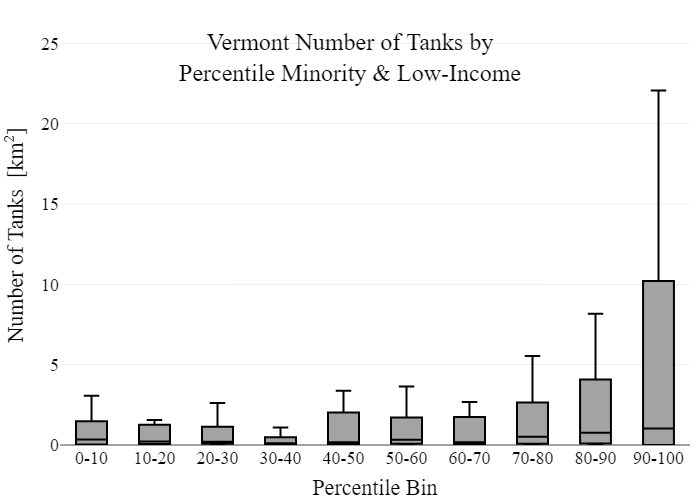 Vermont Number of Tanks by
Percentile Minority & Low-Income
Number of Tanks [km²]
25
20
15
10
5
0
0-10 10-20 20-30 30-40 40-50 50-60 60-70 70-80 80-90 90-100
Percentile Bin